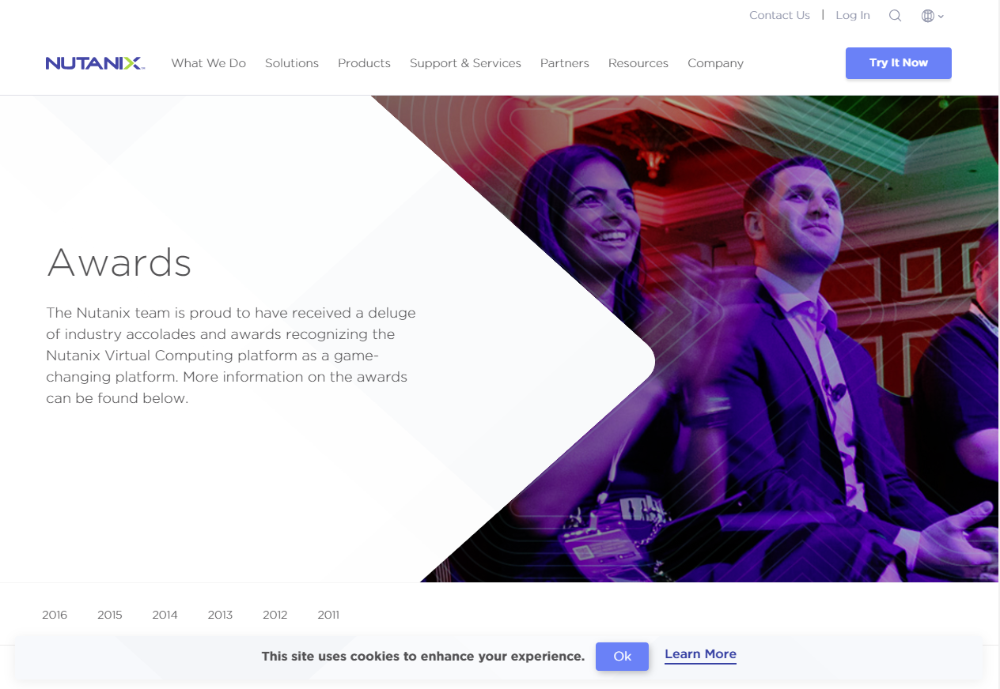 Contact Us | Log In
NUTANIX
What We Do Solutions Products Support & Services Partners Resources Company
Try It Now
Awards
The Nutanix team is proud to have received a deluge
of industry accolades and awards recognizing the
Nutanix Virtual Computing platform as a game-
changing platform. More information on the awards
can be found below.
2016 2015 2014 2013 2012 2011
This site uses cookies to enhance your experience. Ok Learn More